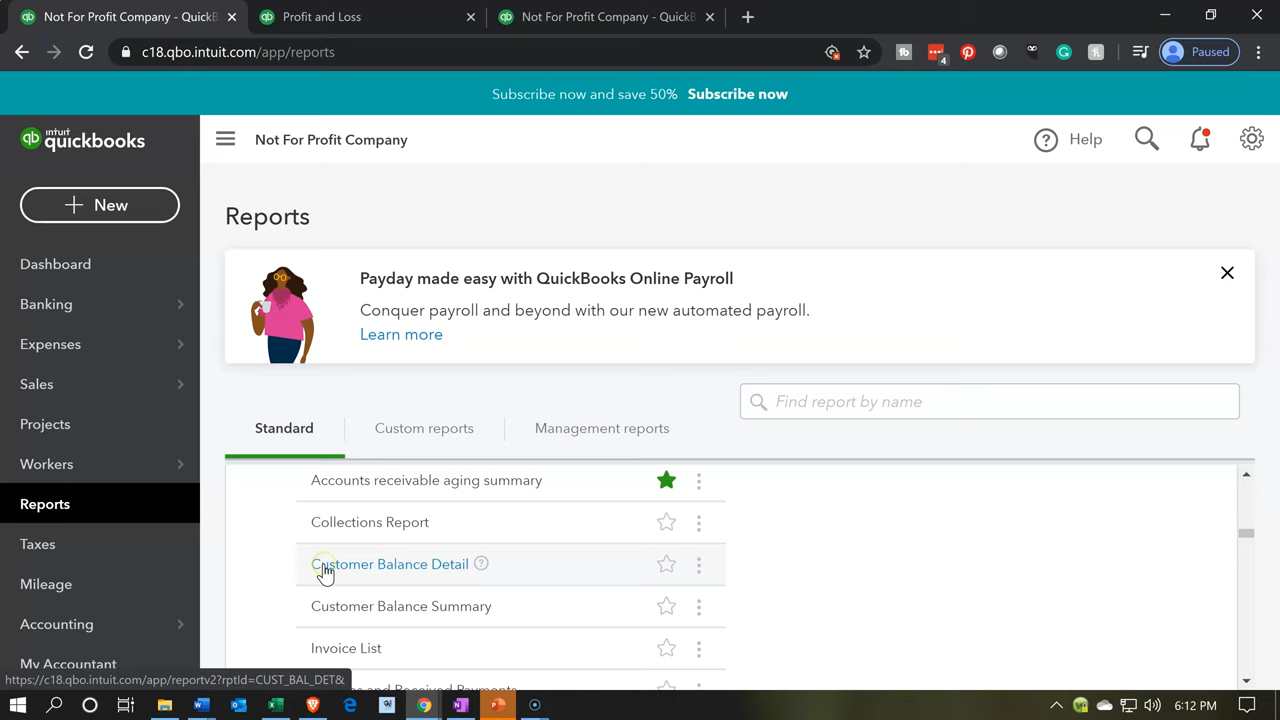 Not For Profit Company - QuickB
Profit and Loss
Not For Profit Company - QuickB
c18.qbo.intuit.com/app/reports
4
Paused
Subscribe now and save 50% Subscribe now
intuit
quickbooks
Not For Profit Company
Help
New
Reports
Dashboard
Banking
Expenses
Sales
Projects
Workers
Reports
Taxes
Mileage
Accounting
My Accountant
Payday made easy with QuickBooks Online Payroll
Conquer payroll and beyond with our new automated payroll.
Learn more
Find report by name
Standard
Custom reports
Management reports
Accounts receivable aging summary
Collections Report
Customer Balance Detail
Customer Balance Summary
Invoice List
and Received Payments
https://c18.qbo.intuit.com/app/reportv2?rptId=CUST_BAL_DET&
6:12 PM